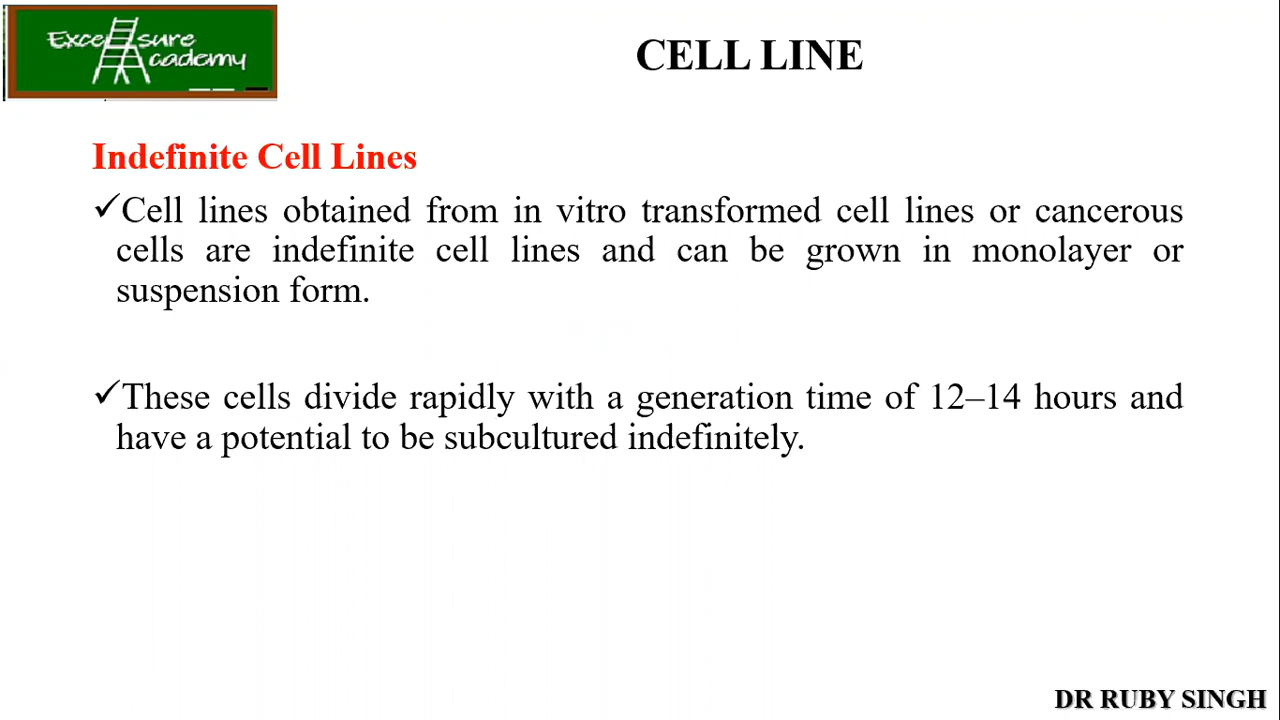 Excel sure
Academy
CELL LINE
Indefinite Cell Lines
✓Cell lines obtained from in vitro transformed cell lines or cancerous
cells are indefinite cell lines and can be grown in monolayer or
suspension form.
✓These cells divide rapidly with a generation time of 12–14 hours and
have a potential to be subcultured indefinitely.
DR RUBY SINGH